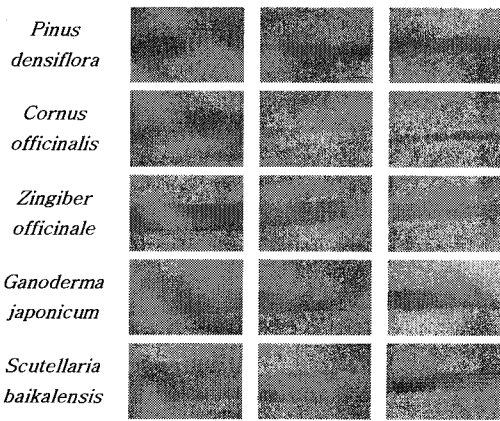 Pinus
densiflora
Cornus
officinalis
Zingiber
officinale
Ganoderma
japonicum
Scutellaria
baikalensis